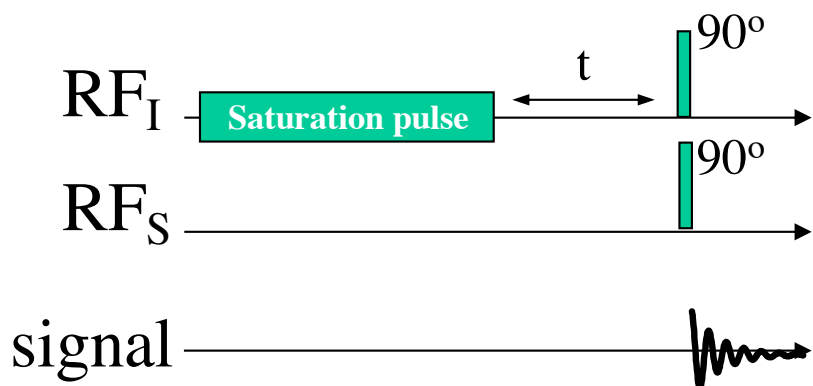 90º
t
RF_I
Saturation pulse
90º
RF_S
signal